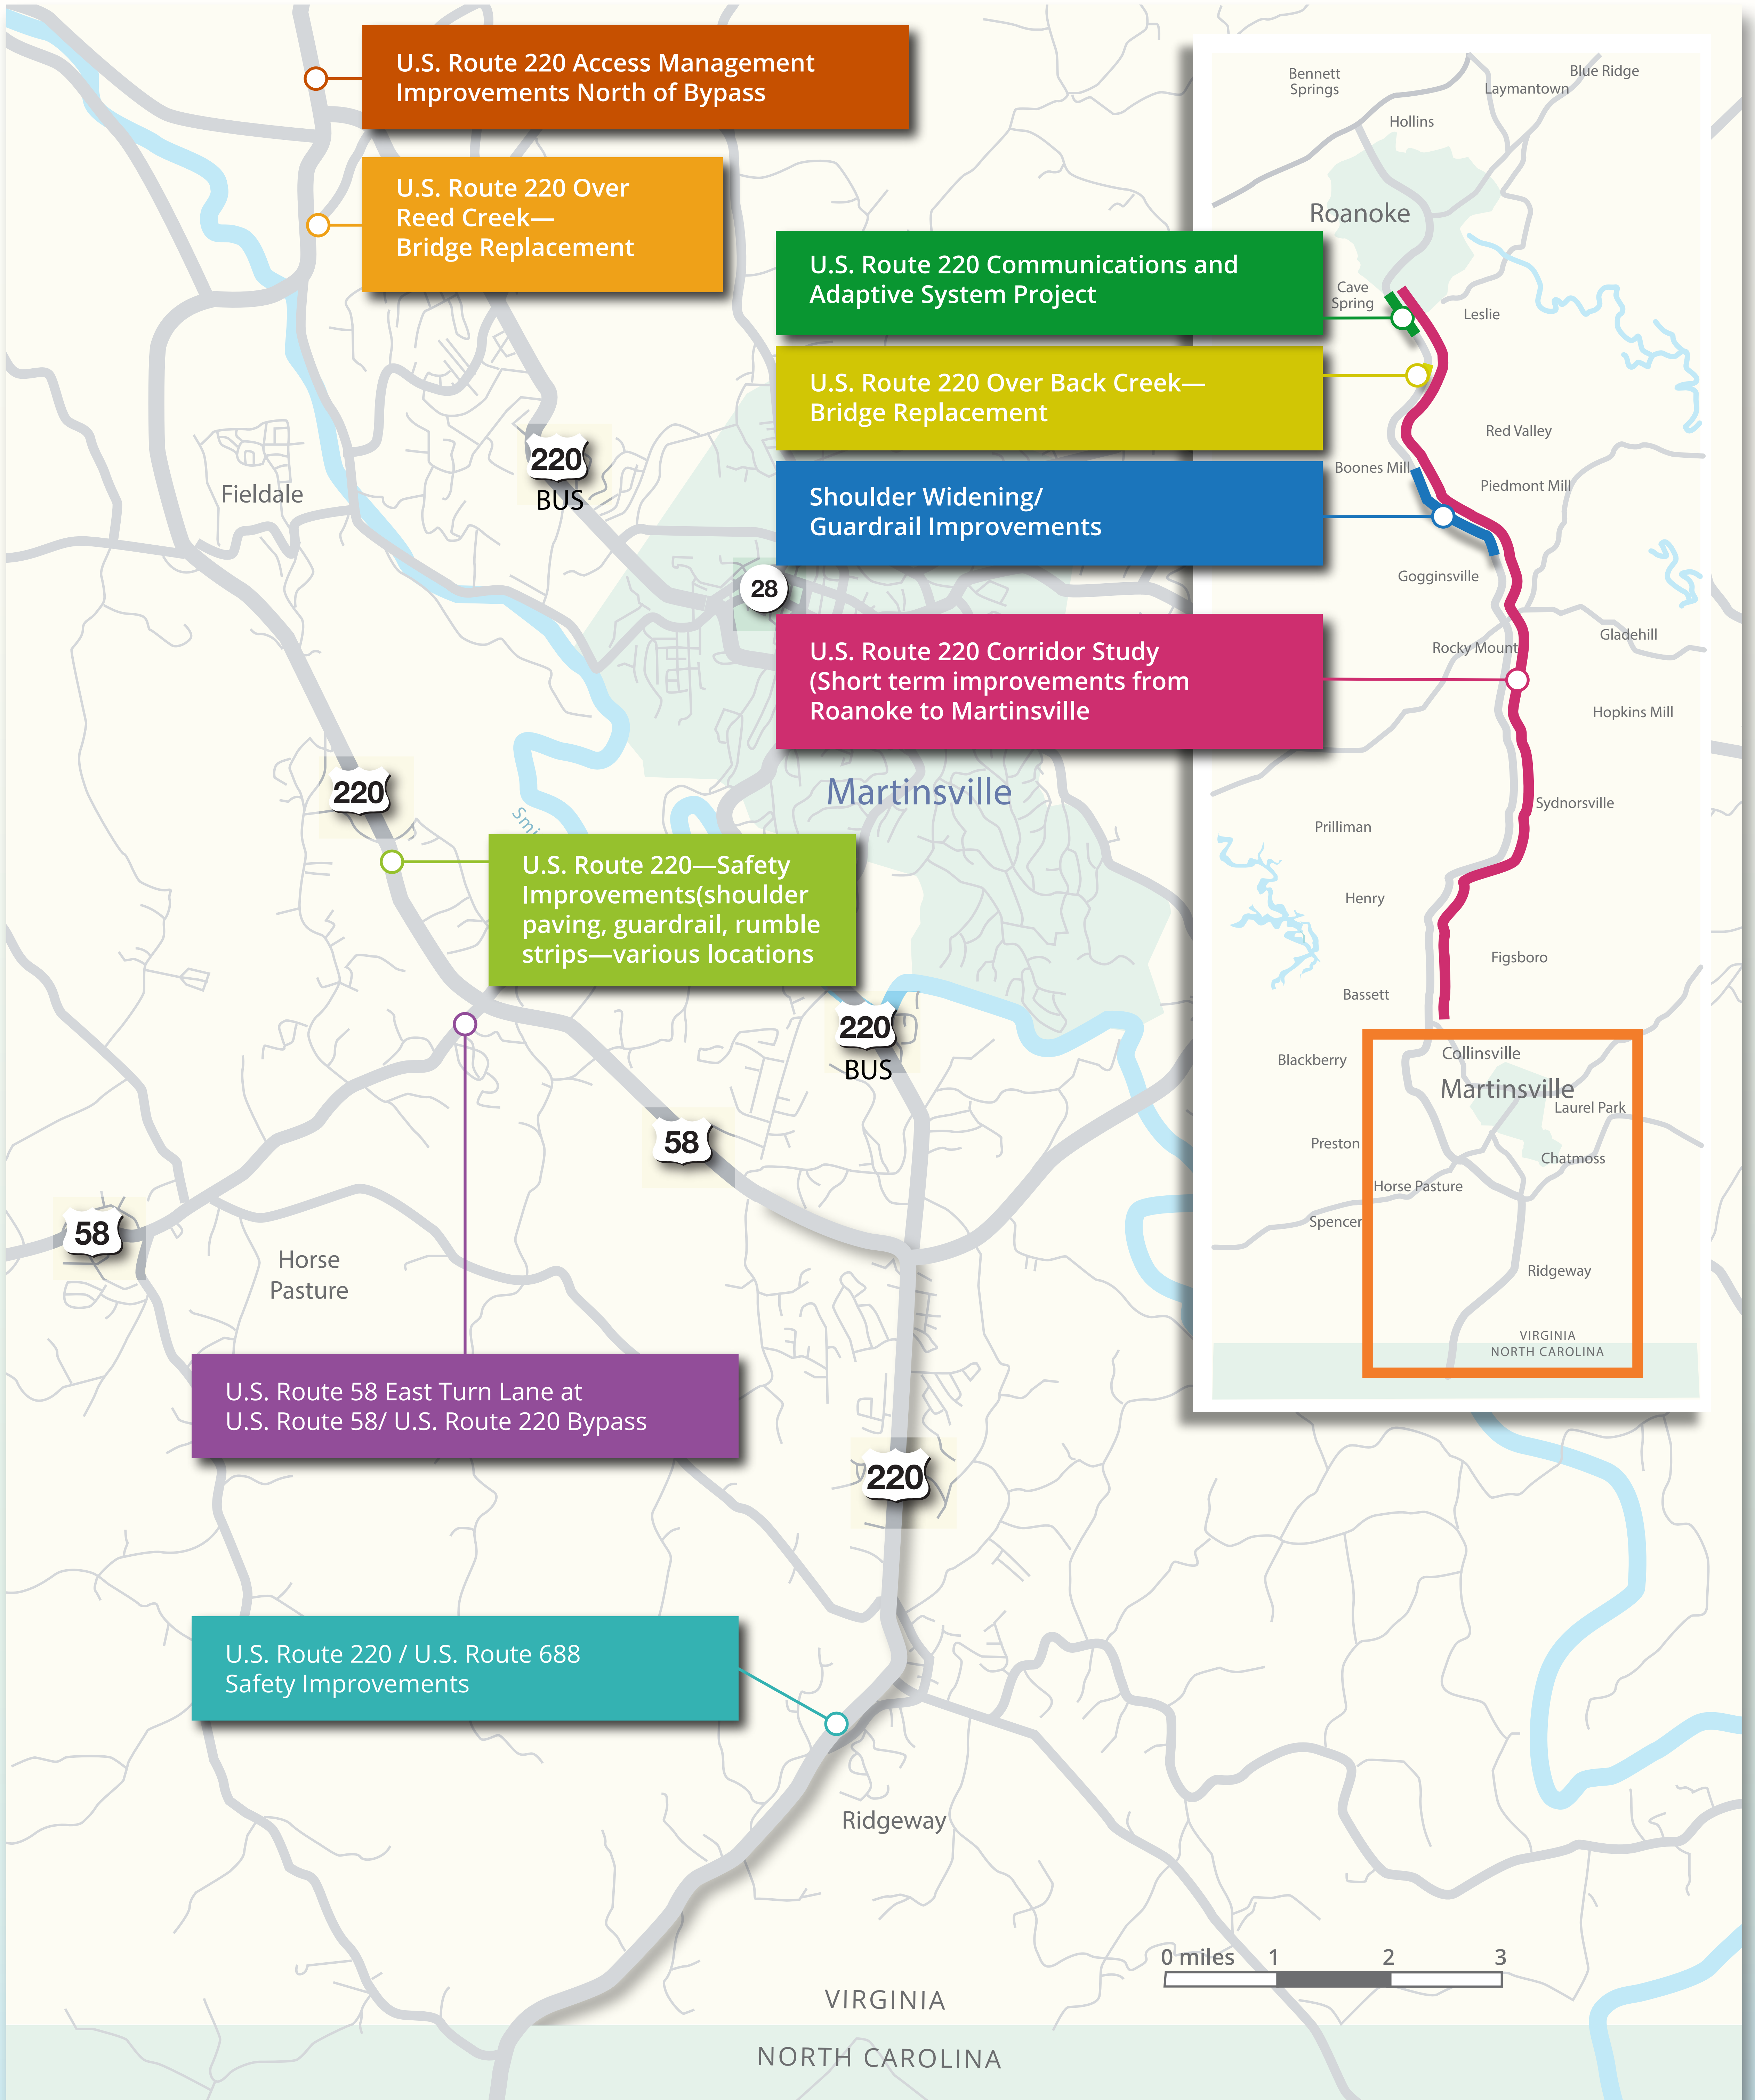 U.S. Route 220 Access Management
Improvements North of Bypass
U.S. Route 220 Over
Reed Creek—
Bridge Replacement
U.S. Route 220 Communications and
Adaptive System Project
U.S. Route 220 Over Back Creek—
Bridge Replacement
Shoulder Widening/
Guardrail Improvements
U.S. Route 220 Corridor Study
(Short term improvements from
Roanoke to Martinsville
U.S. Route 220—Safety
Improvements(shoulder
paving, guardrail, rumble
strips—various locations
U.S. Route 58 East Turn Lane at
U.S. Route 58/ U.S. Route 220 Bypass
U.S. Route 220 / U.S. Route 688
Safety Improvements
220
BUS
Fieldale
28
220
Martinsville
220
BUS
58
58
Horse
Pasture
220
Ridgeway
0 miles 1 2 3
VIRGINIA
NORTH CAROLINA
Bennett
Springs
Blue Ridge
Laymantown
Hollins
Roanoke
Cave
Spring
Leslie
Red Valley
Boones Mill
Piedmont Mill
Gogginsville
Gladehill
Rocky Mount
Hopkins Mill
Sydnorsville
Prilliman
Henry
Figsboro
Bassett
Collinsville
Blackberry
Martinsville
Laurel Park
Preston
Chatmoss
Horse Pasture
Spencer
Ridgeway
VIRGINIA
NORTH CAROLINA